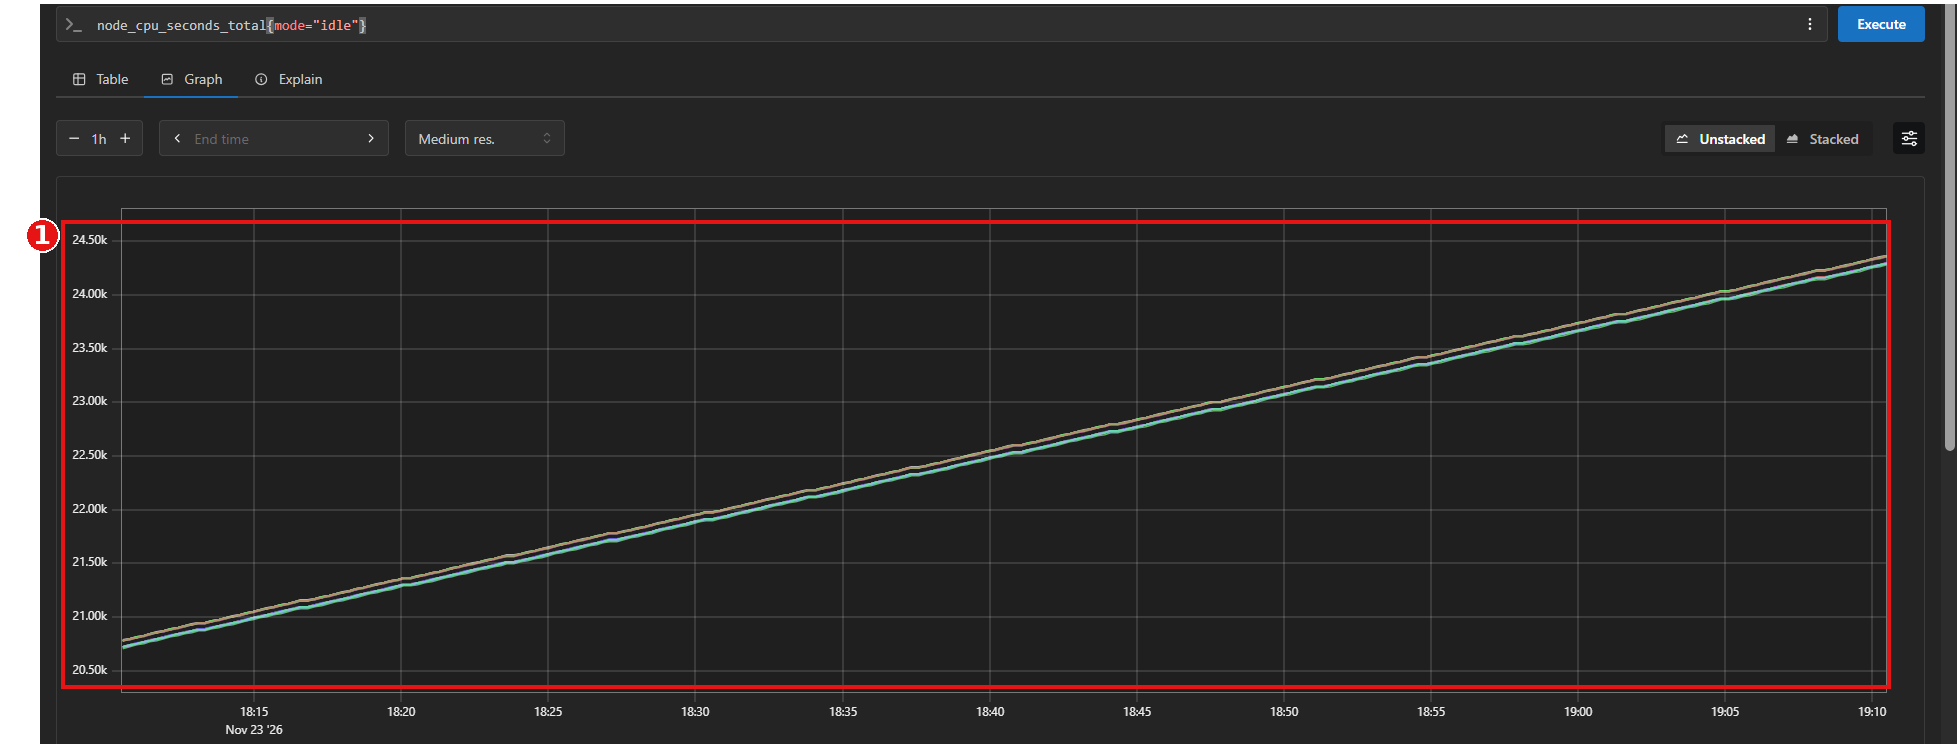 node_cpu_seconds_total{mode="idle"}
Execute
Table Graph Explain
1h End time Medium res. Unstacked Stacked
1
24.50k
24.00k
23.50k
23.00k
22.50k
22.00k
21.50k
21.00k
20.50k
18:15 18:20 18:25 18:30 18:35 18:40 18:45 18:50 18:55 19:00 19:05 19:10
Nov 23 '26